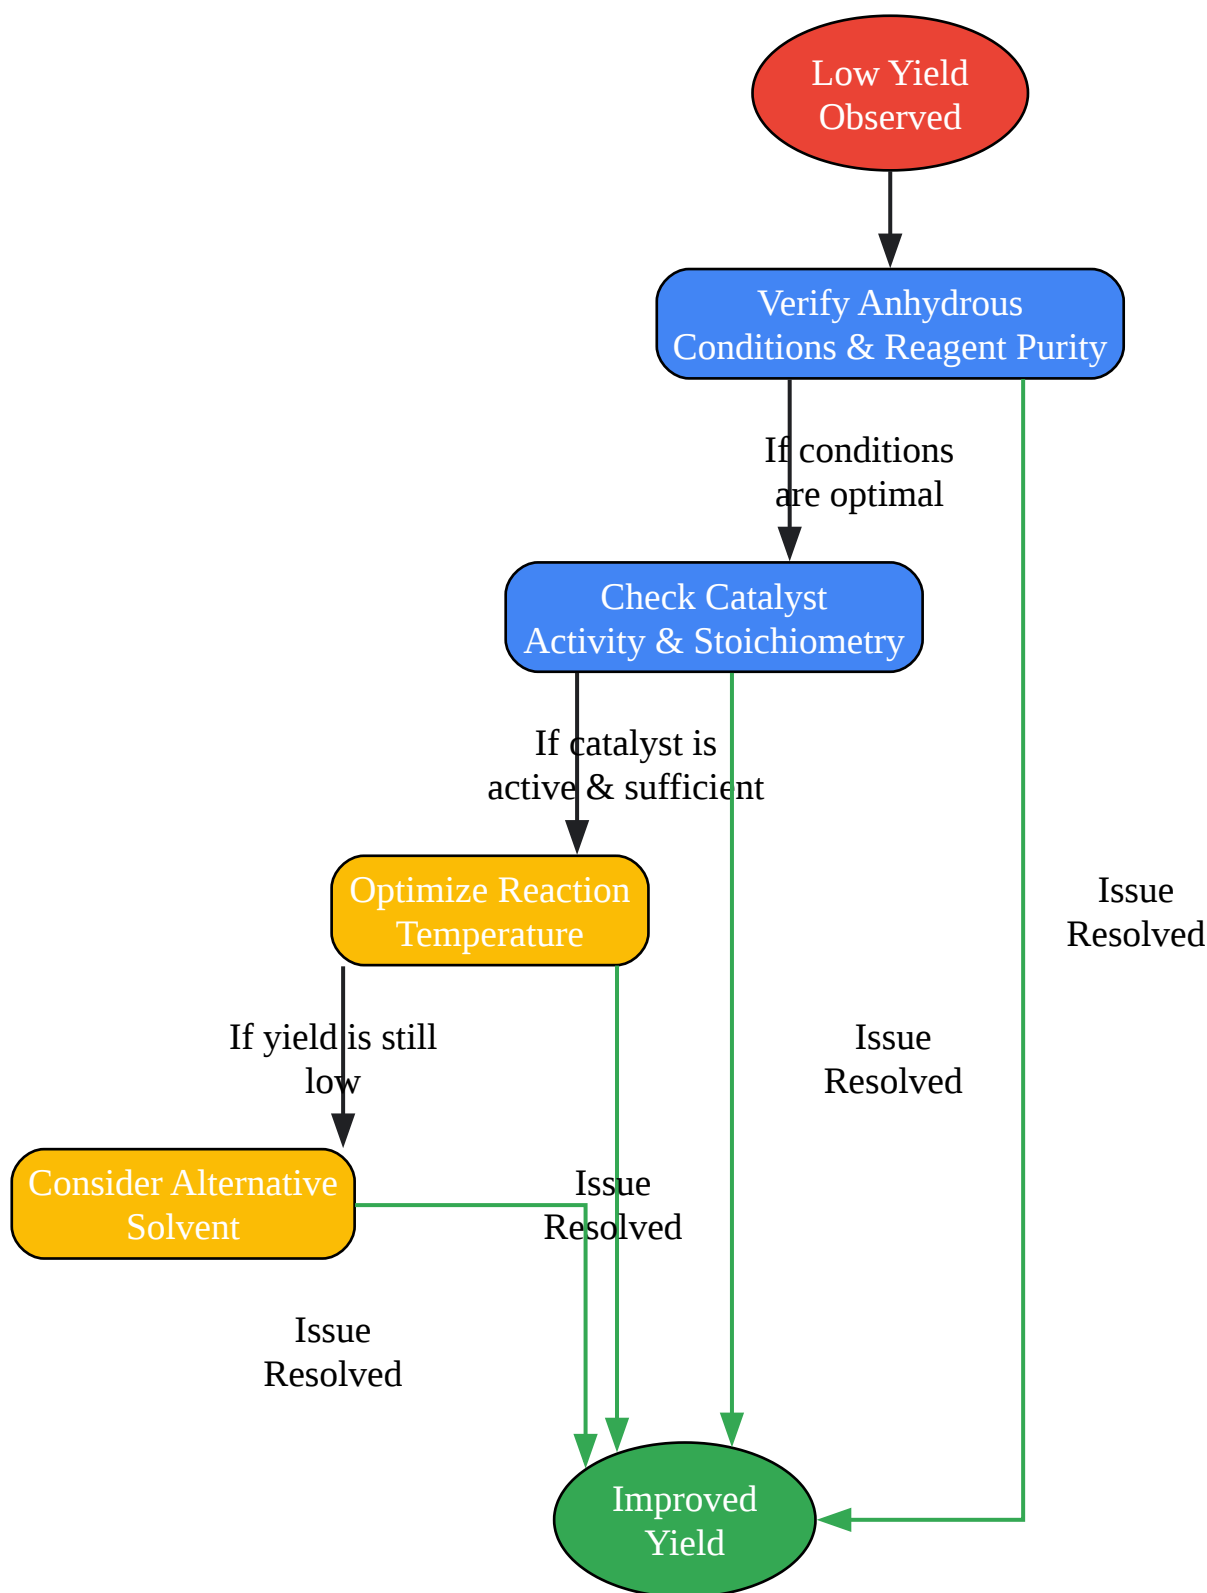 Low Yield
Observed
Verify Anhydrous
Conditions & Reagent Purity
If conditions
are optimal
Check Catalyst
Activity & Stoichiometry
If catalyst is
active & sufficient
Optimize Reaction
Temperature
Issue
Resolved
If yield is still
low
Issue
Resolved
Consider Alternative
Solvent
Issue
Resolved
Issue
Resolved
Improved
Yield